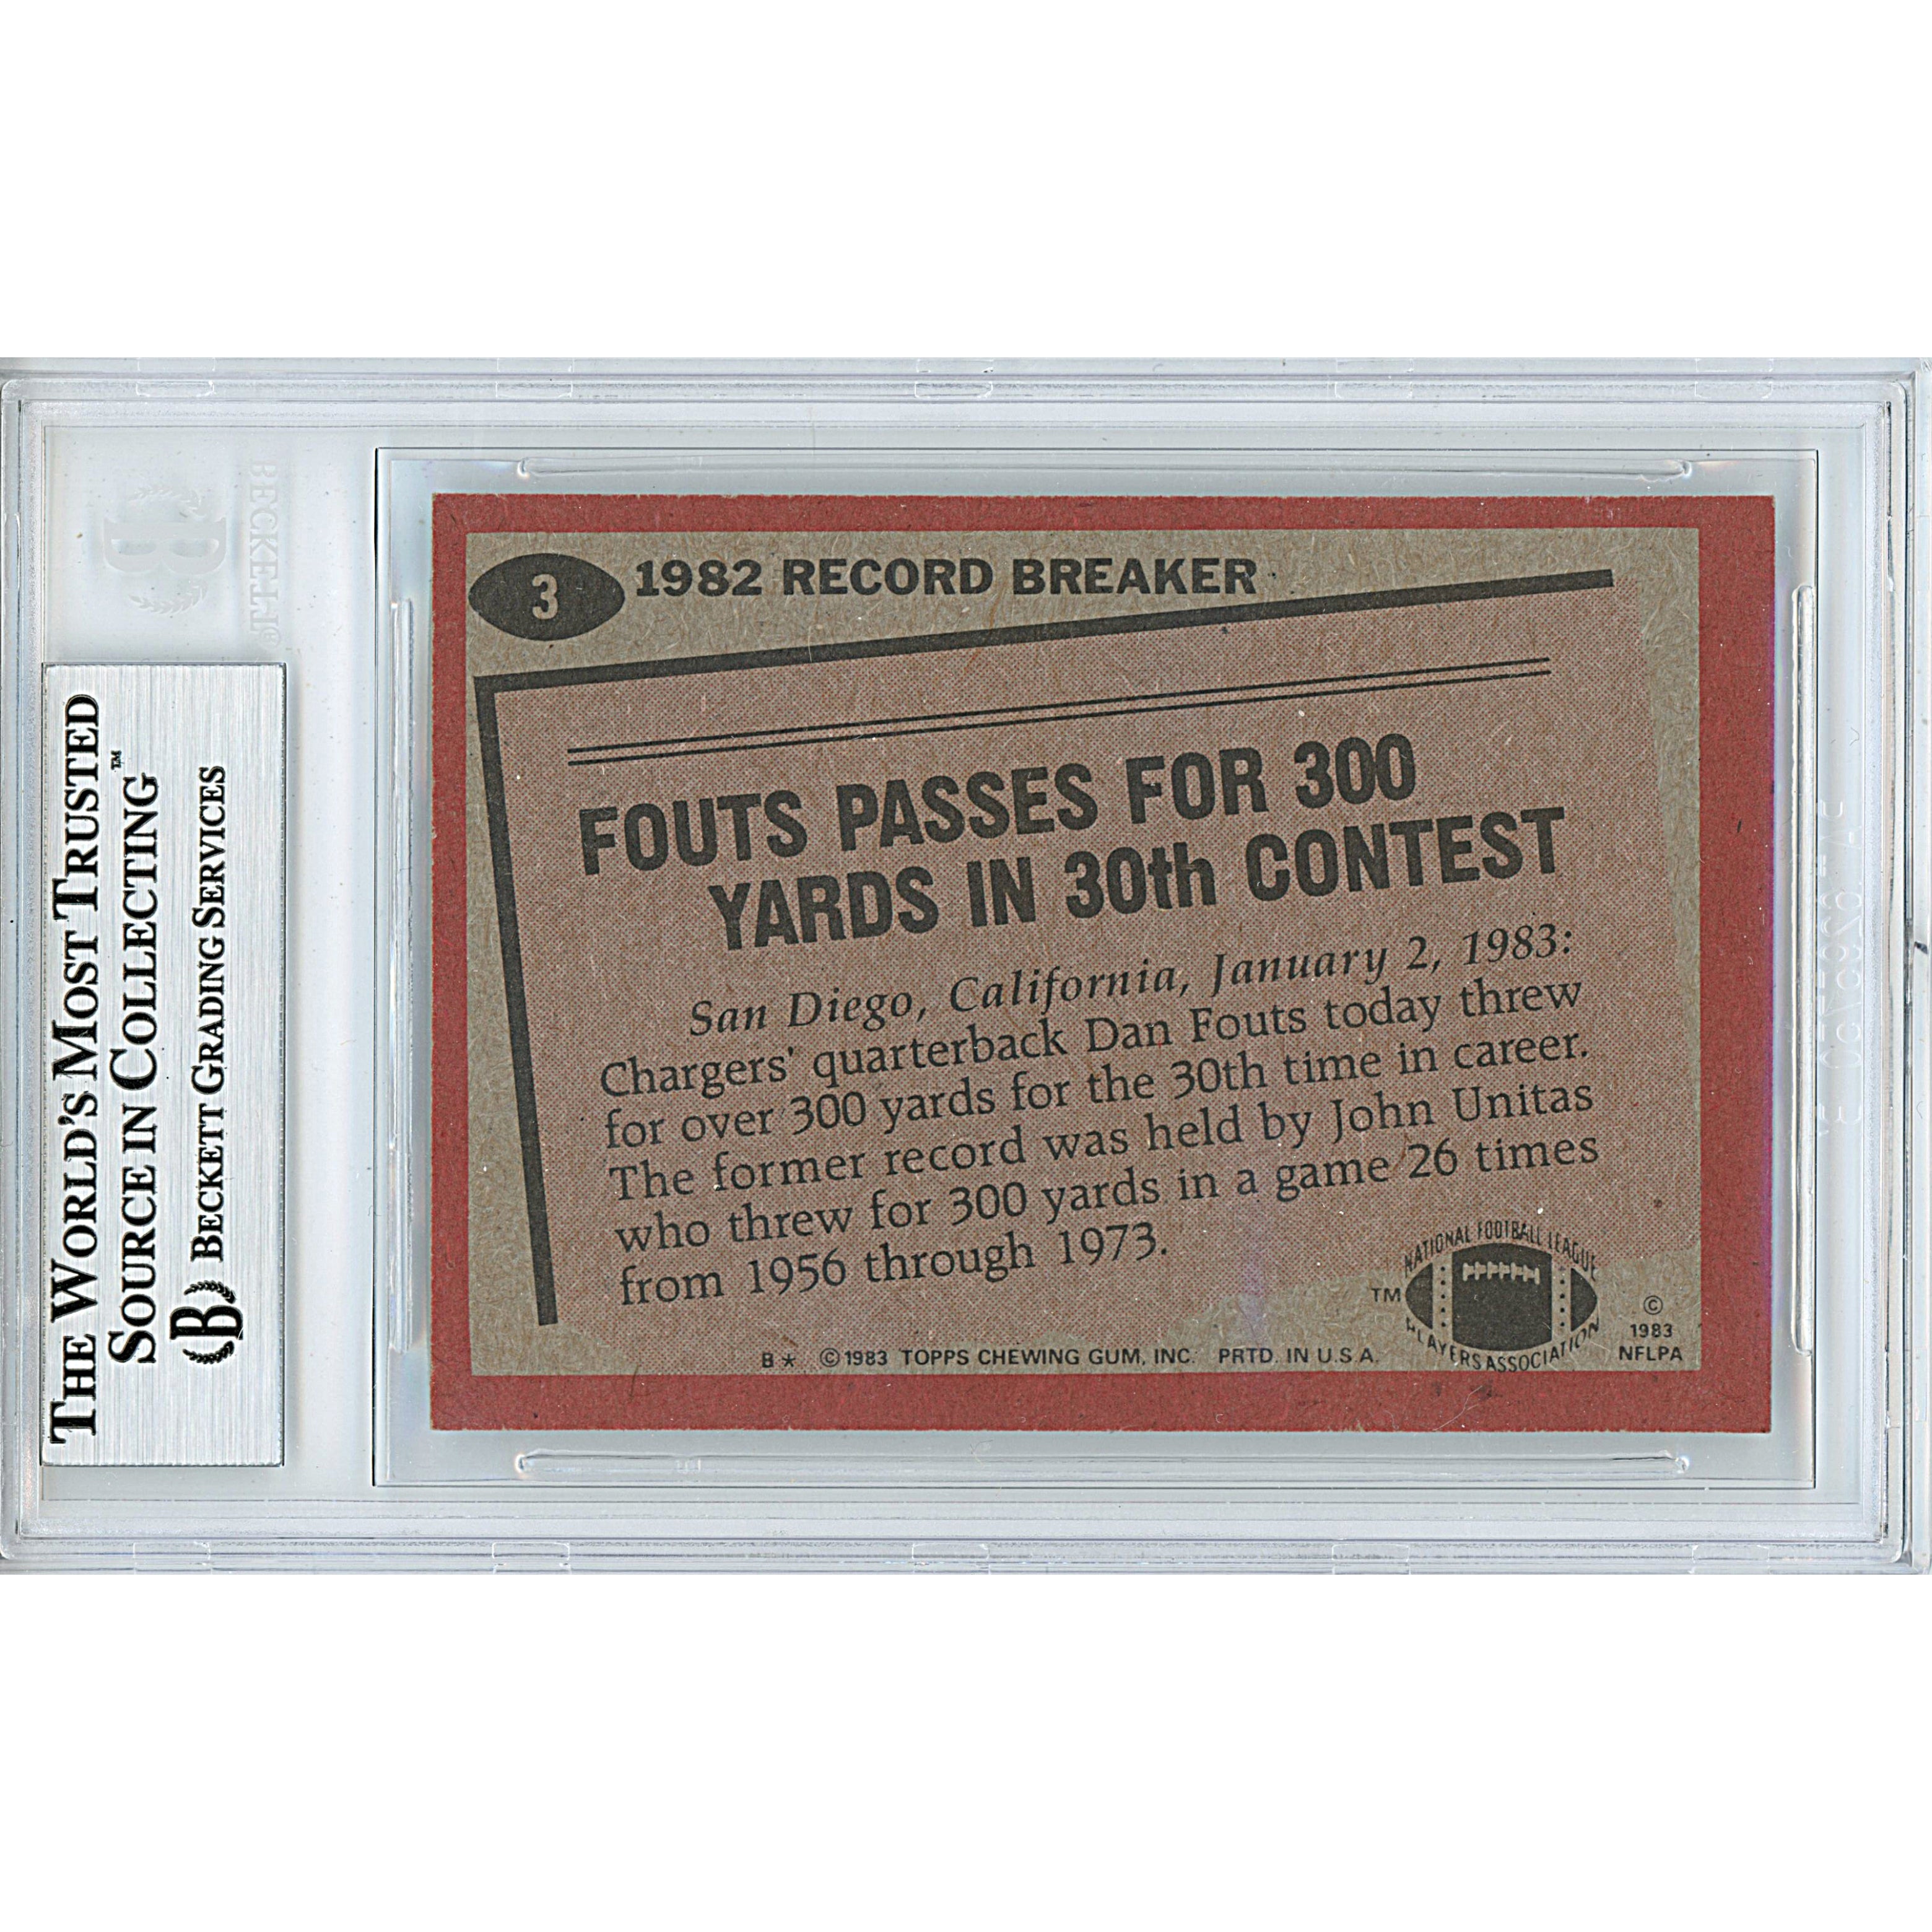 THE WORLD'S MOST TRUSTED
SOURCE IN COLLECTING™
B BECKETT GRADING SERVICES
BECKETT®
3
1982 RECORD BREAKER
FOUTS PASSES FOR 300
YARDS IN 30th CONTEST
San Diego, California, January 2, 1983:
Chargers' quarterback Dan Fouts today threw
for over 300 yards for the 30th time in career.
The former record was held by John Unitas
who threw for 300 yards in a game 26 times
from 1956 through 1973.
TM
NATIONAL FOOTBALL LEAGUE
PLAYERS ASSOCIATION
©
1983
NFLPA
B* ©1983 TOPPS CHEWING GUM, INC. PRTD. IN U.S.A.